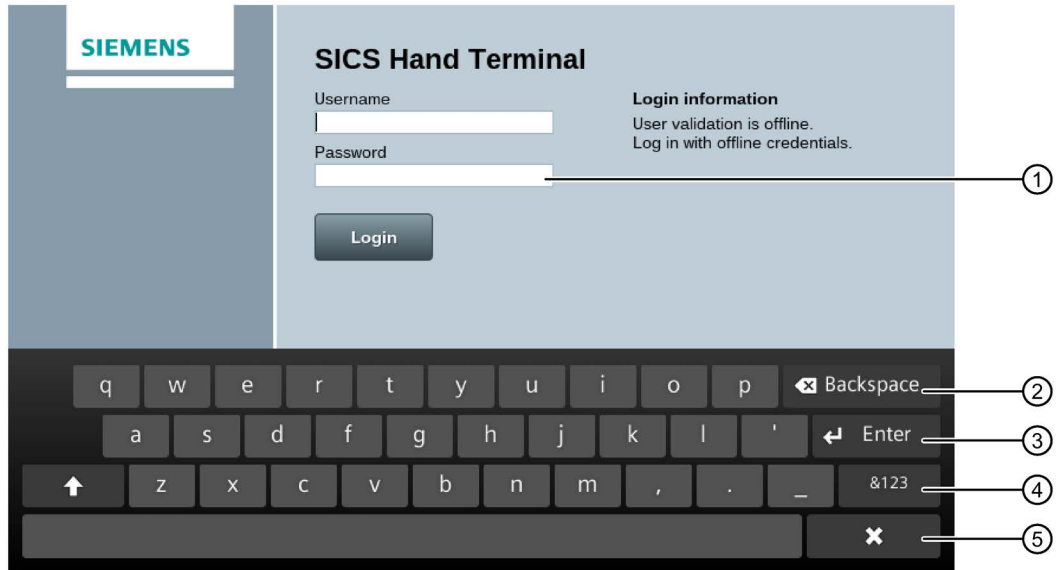 SIEMENS
SICS Hand Terminal
Username
Login information
User validation is offline.
Log in with offline credentials.
Password
1
Login
q w e r t y u i o p Backspace 2
a s d f g h j k l ' Enter 3
z x c v b n m , . _ &123 4
5